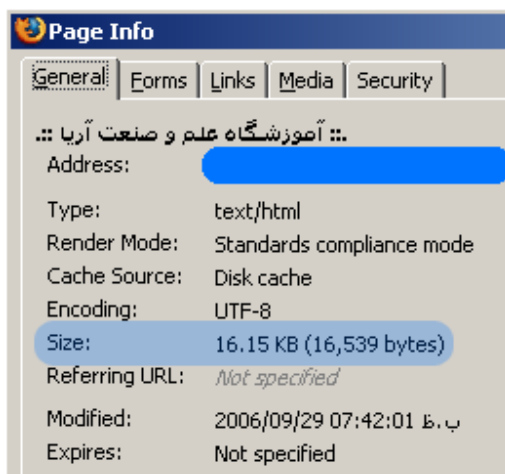 Page Info
General Forms Links Media Security
.:: آموزشگاه علم و صنعت آریا ::.
Address:
Type: text/html
Render Mode: Standards compliance mode
Cache Source: Disk cache
Encoding: UTF-8
Size: 16.15 KB (16,539 bytes)
Referring URL: Not specified
Modified: 2006/09/29 07:42:01 ب.ظ
Expires: Not specified